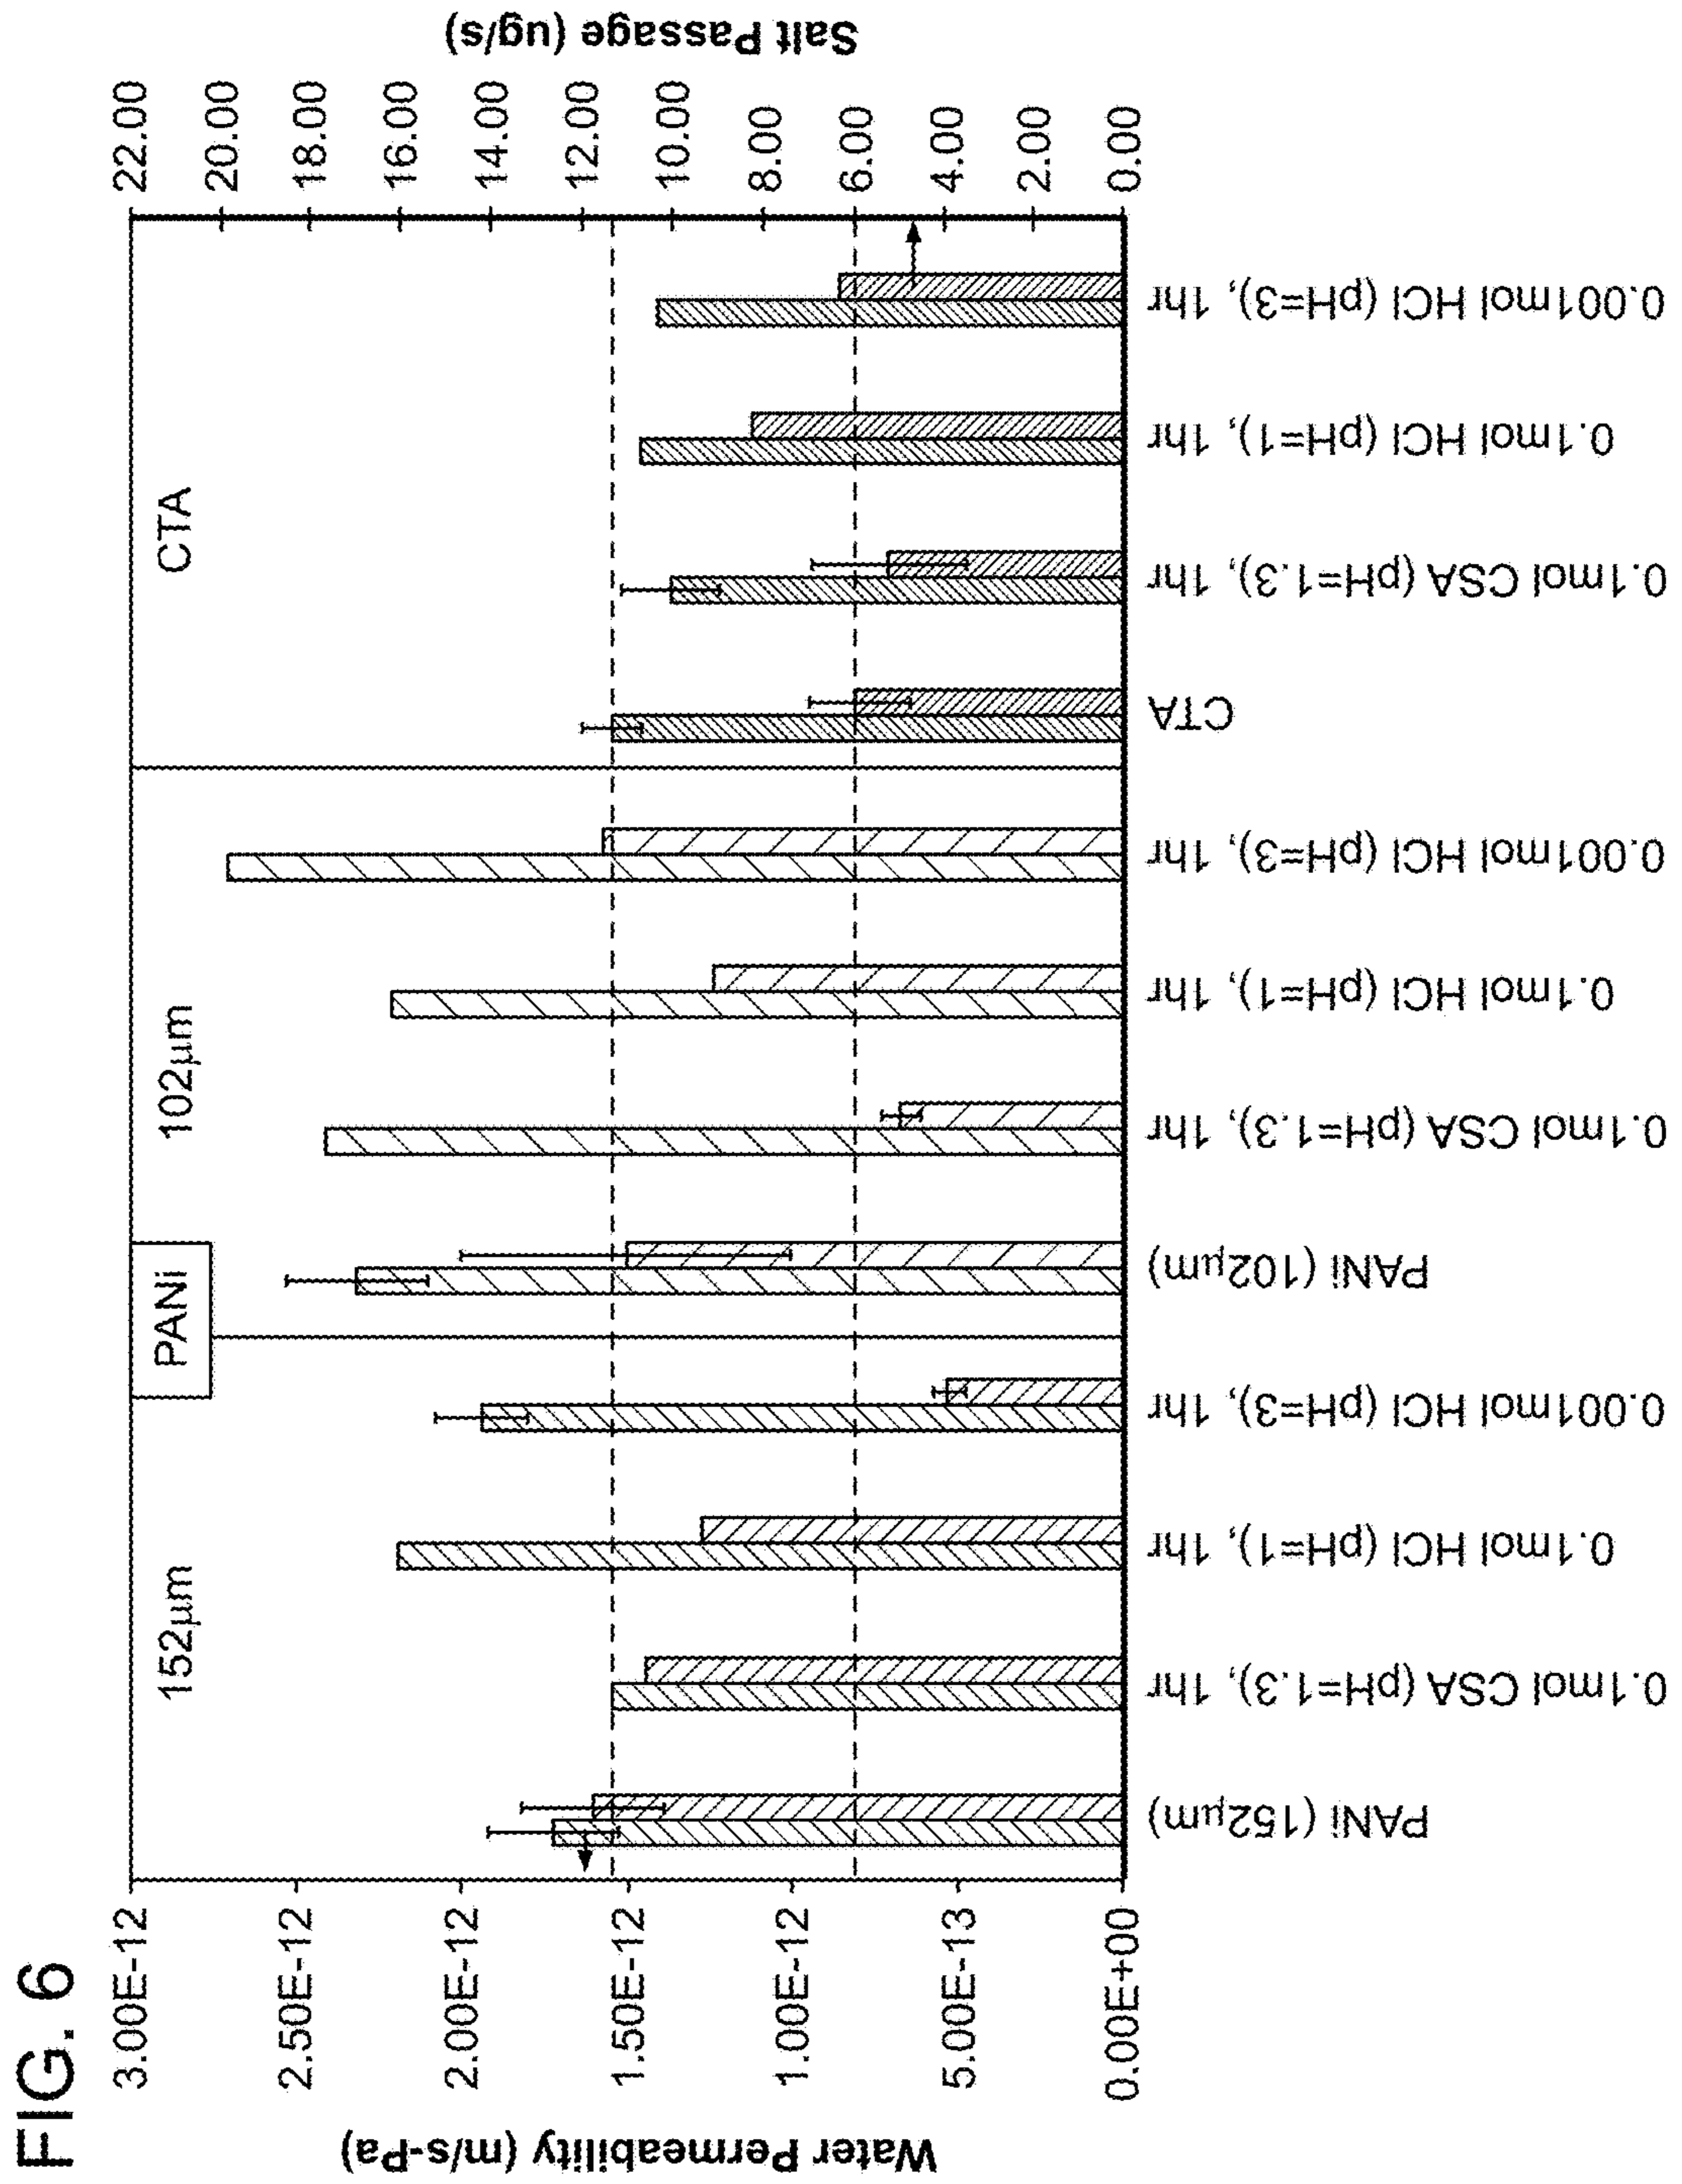 FIG. 6
Water Permeability (m/s-Pa)
3.00E-12
2.50E-12
2.00E-12
1.50E-12
1.00E-12
5.00E-13
0.00E+00
152µm
PANi
102µm
CTA
PANi (152µm)
0.1mol CSA (pH=1.3), 1hr
0.1mol HCl (pH=1), 1hr
0.001mol HCl (pH=3), 1hr
PANi (102µm)
0.1mol CSA (pH=1.3), 1hr
0.1mol HCl (pH=1), 1hr
0.001mol HCl (pH=3), 1hr
CTA
0.1mol CSA (pH=1.3), 1hr
0.1mol HCl (pH=1), 1hr
0.001mol HCl (pH=3), 1hr
22.00
20.00
18.00
16.00
14.00
12.00
10.00
8.00
6.00
4.00
2.00
0.00
Salt Passage (ug/s)